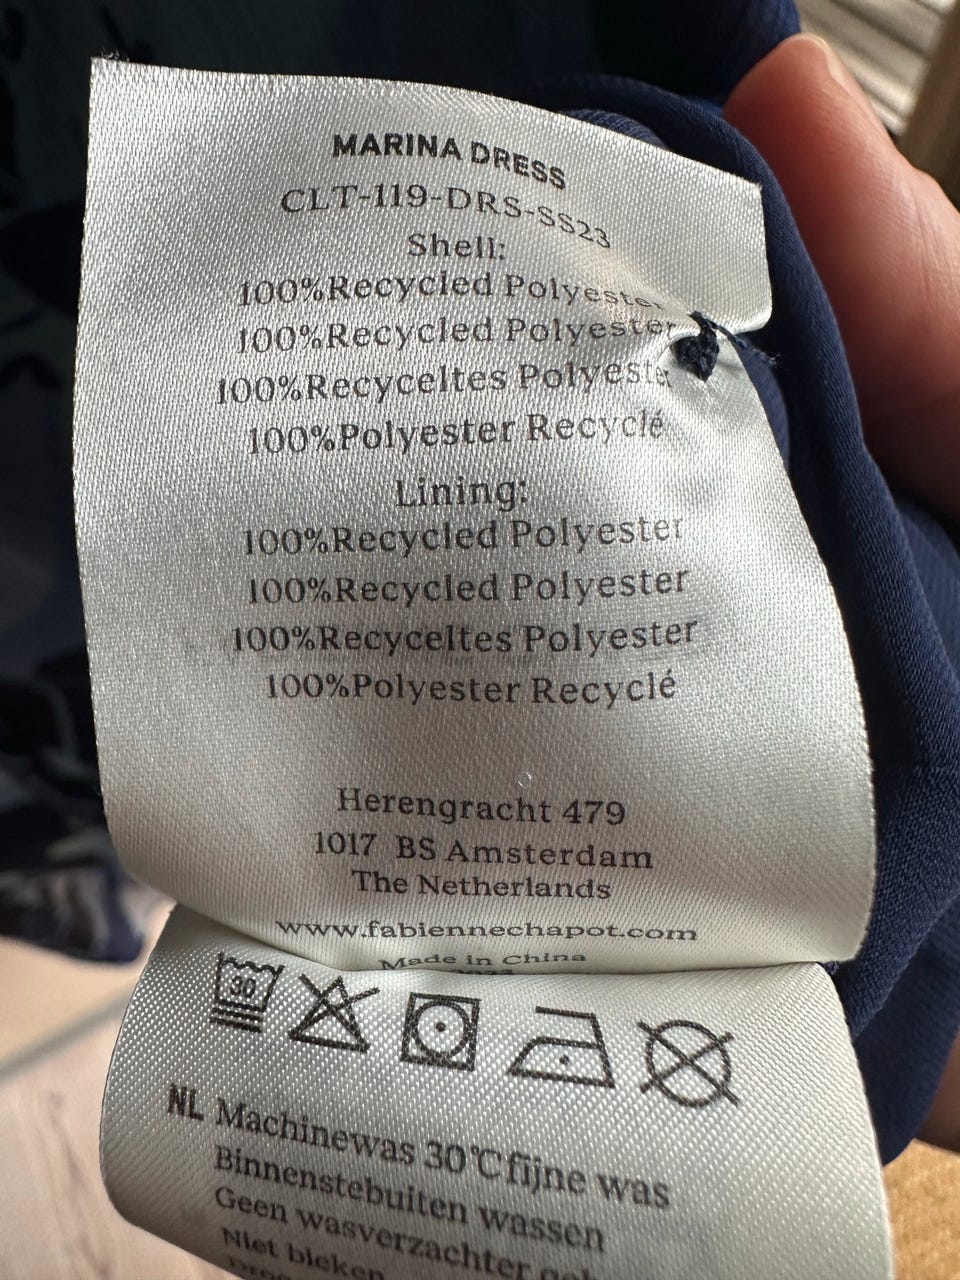 MARINA DRESS
CLT-119-DRS-SS23
Shell:
100%Recycled Polyester
100%Recycled Polyester
100%Recyceltes Polyester
100%Polyester Recyclé
Lining:
100%Recycled Polyester
100%Recycled Polyester
100%Recyceltes Polyester
100%Polyester Recyclé
Herengracht 479
1017 BS Amsterdam
The Netherlands
www.fabiennechapot.com
Made in China
30
NL Machinewas 30°C fijne was
Binnenstebuiten wassen
Geen wasverzachter
Niet bleken